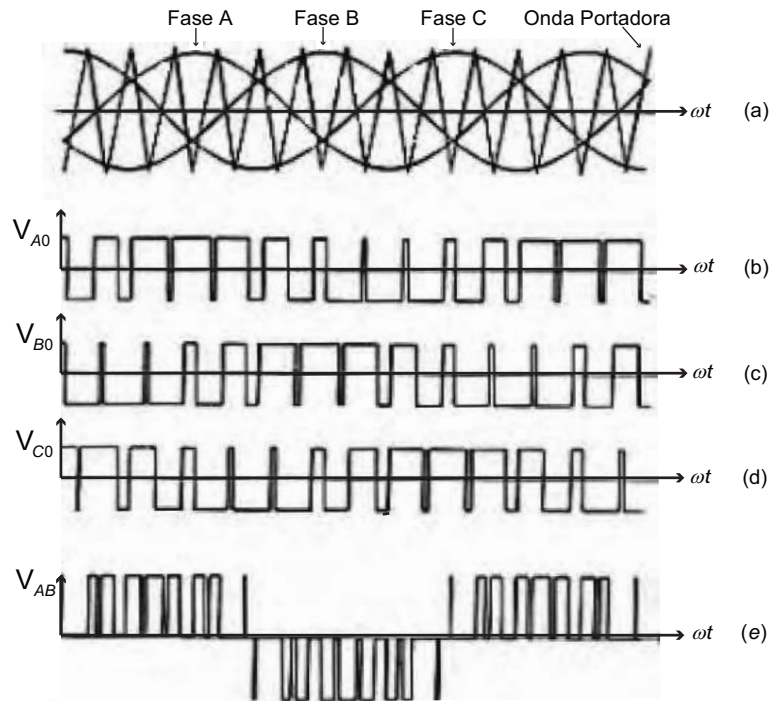 Fase A Fase B Fase C Onda Portadora
ωt (a)
V_A0 ωt (b)
V_B0 ωt (c)
V_C0 ωt (d)
V_AB ωt (e)